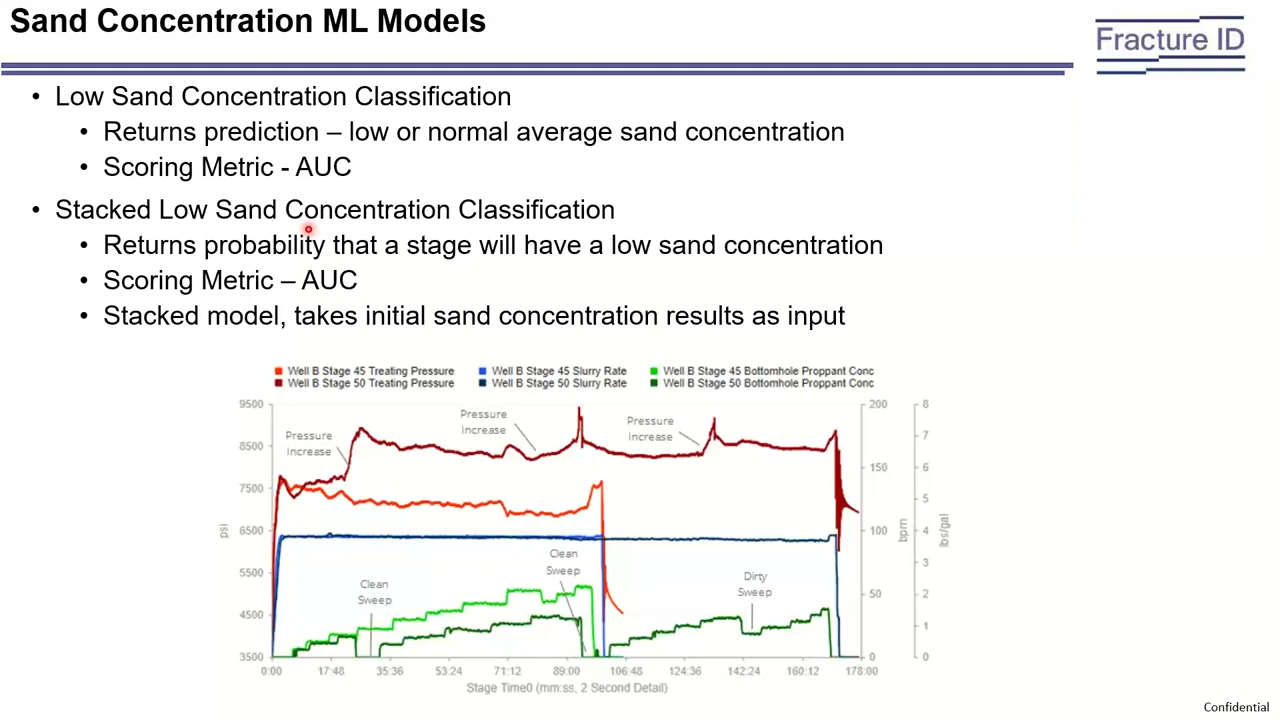 Sand Concentration ML Models
Fracture ID
• Low Sand Concentration Classification
• Returns prediction – low or normal average sand concentration
• Scoring Metric - AUC
• Stacked Low Sand Concentration Classification
• Returns probability that a stage will have a low sand concentration
• Scoring Metric – AUC
• Stacked model, takes initial sand concentration results as input
Well B Stage 45 Treating Pressure
Well B Stage 45 Slurry Rate
Well B Stage 45 Bottomhole Proppant Conc
Well B Stage 50 Treating Pressure
Well B Stage 50 Slurry Rate
Well B Stage 50 Bottomhole Proppant Conc
9500
8500
7500
6500
5500
4500
3500
psi
Pressure
Increase
Pressure
Increase
Pressure
Increase
Clean
Sweep
Clean
Sweep
Dirty
Sweep
200
150
100
50
0
bpm
8
7
6
5
4
3
2
1
0
lbs/gal
0:00 17:48 35:36 53:24 71:12 89:00 106:48 124:36 142:24 160:12 178:00
Stage Time0 (mm:ss, 2 Second Detail)
Confidential